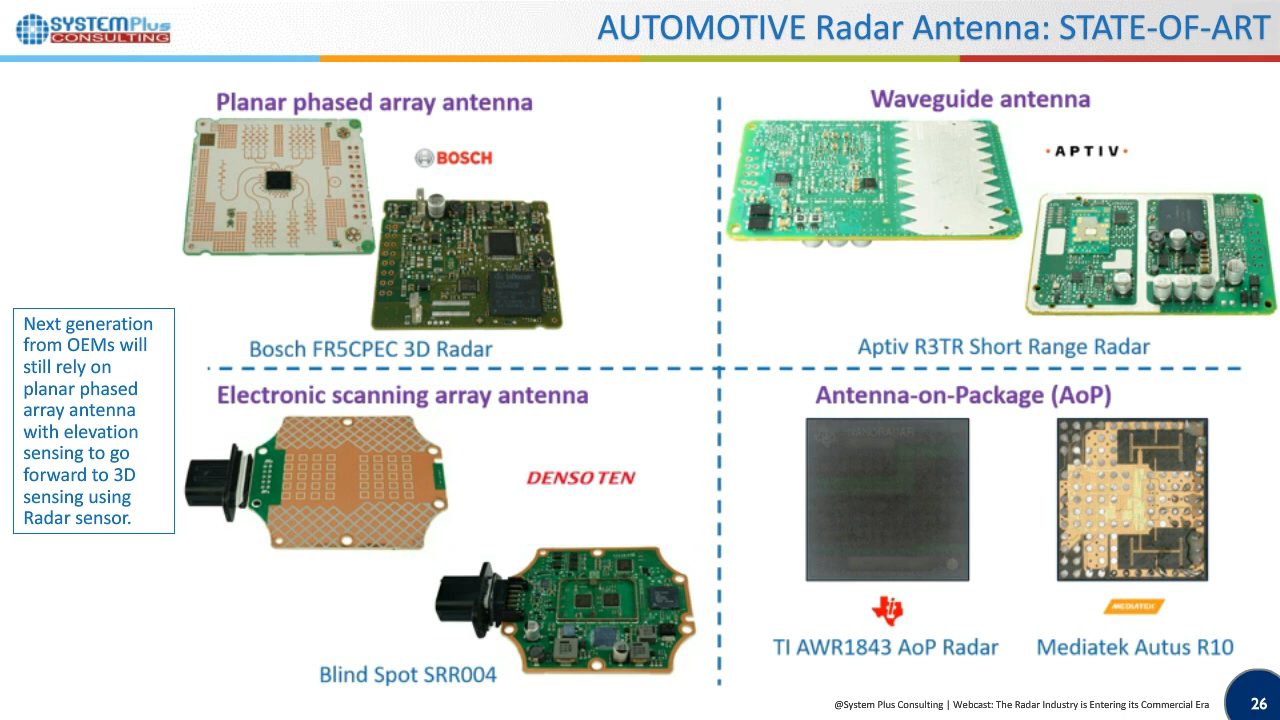 SYSTEMPlus
CONSULTING
AUTOMOTIVE Radar Antenna: STATE-OF-ART
Planar phased array antenna
BOSCH
Bosch FR5CPEC 3D Radar
Waveguide antenna
• APTIV •
Aptiv R3TR Short Range Radar
Next generation
from OEMs will
still rely on
planar phased
array antenna
with elevation
sensing to go
forward to 3D
sensing using
Radar sensor.
Electronic scanning array antenna
DENSO TEN
Blind Spot SRR004
Antenna-on-Package (AoP)
MEDIATEK
TI AWR1843 AoP Radar
Mediatek Autus R10
@System Plus Consulting | Webcast: The Radar Industry is Entering its Commercial Era
26